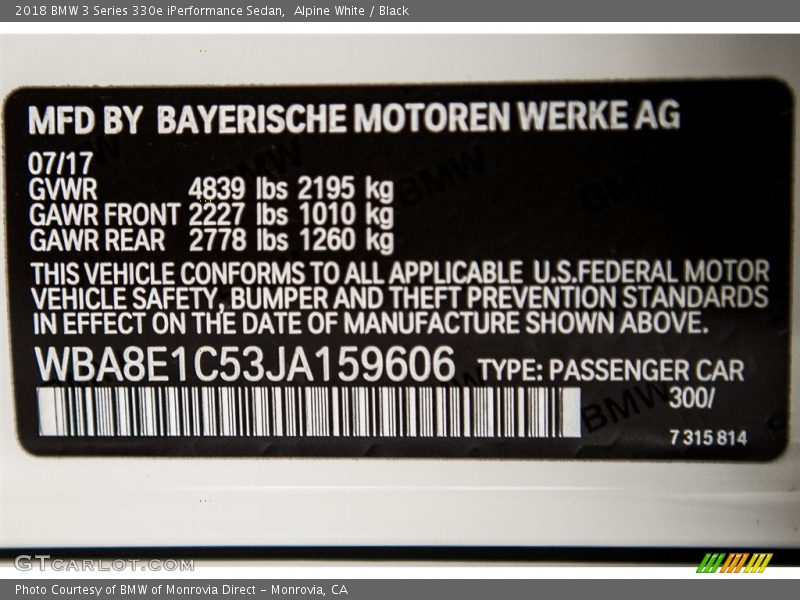 2018 BMW 3 Series 330e iPerformance Sedan, Alpine White / Black
MFD BY BAYERISCHE MOTOREN WERKE AG
07/17
GVWR 4839 lbs 2195 kg
GAWR FRONT 2227 lbs 1010 kg
GAWR REAR 2778 lbs 1260 kg
THIS VEHICLE CONFORMS TO ALL APPLICABLE U.S.FEDERAL MOTOR
VEHICLE SAFETY, BUMPER AND THEFT PREVENTION STANDARDS
IN EFFECT ON THE DATE OF MANUFACTURE SHOWN ABOVE.
WBA8E1C53JA159606 TYPE: PASSENGER CAR
300/
7 315 814
GTCARLOT.COM
Photo Courtesy of BMW of Monrovia Direct - Monrovia, CA